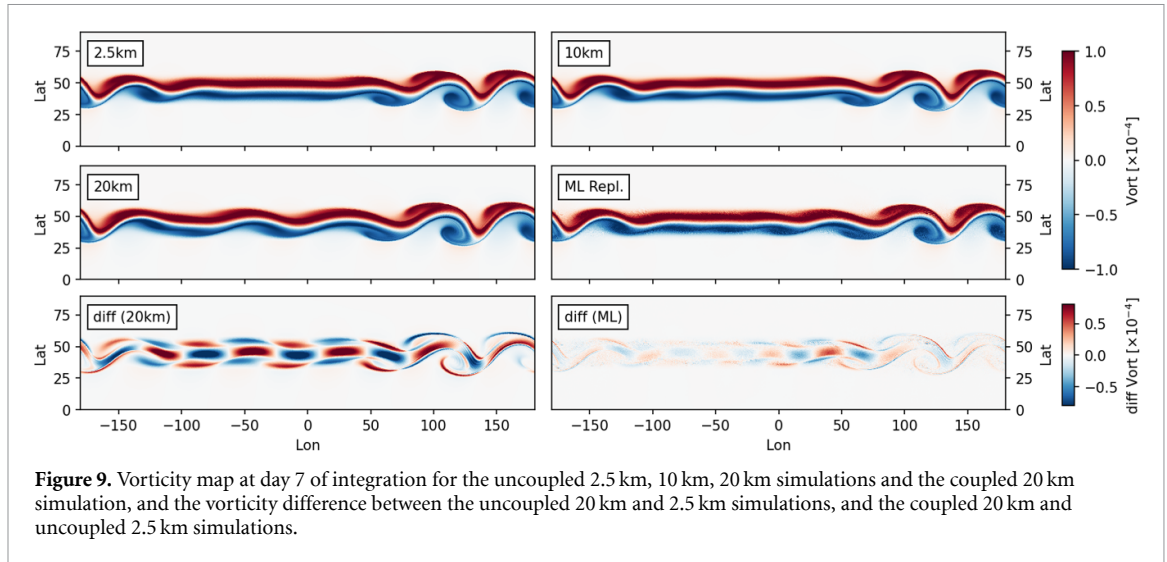 2.5km
10km
75
50
25
0
Lat
75
50
25
0
Lat
20km
ML Repl.
75
50
25
0
Lat
75
50
25
0
Lat
1.0
0.5
0.0
−0.5
−1.0
Vort [×10−4]
diff (20km)
diff (ML)
75
50
25
0
Lat
75
50
25
0
Lat
0.5
0.0
−0.5
diff Vort [×10−4]
−150 −100 −50 0 50 100 150
Lon
−150 −100 −50 0 50 100 150
Lon
Figure 9. Vorticity map at day 7 of integration for the uncoupled 2.5 km, 10 km, 20 km simulations and the coupled 20 km
simulation, and the vorticity difference between the uncoupled 20 km and 2.5 km simulations, and the coupled 20 km and
uncoupled 2.5 km simulations.